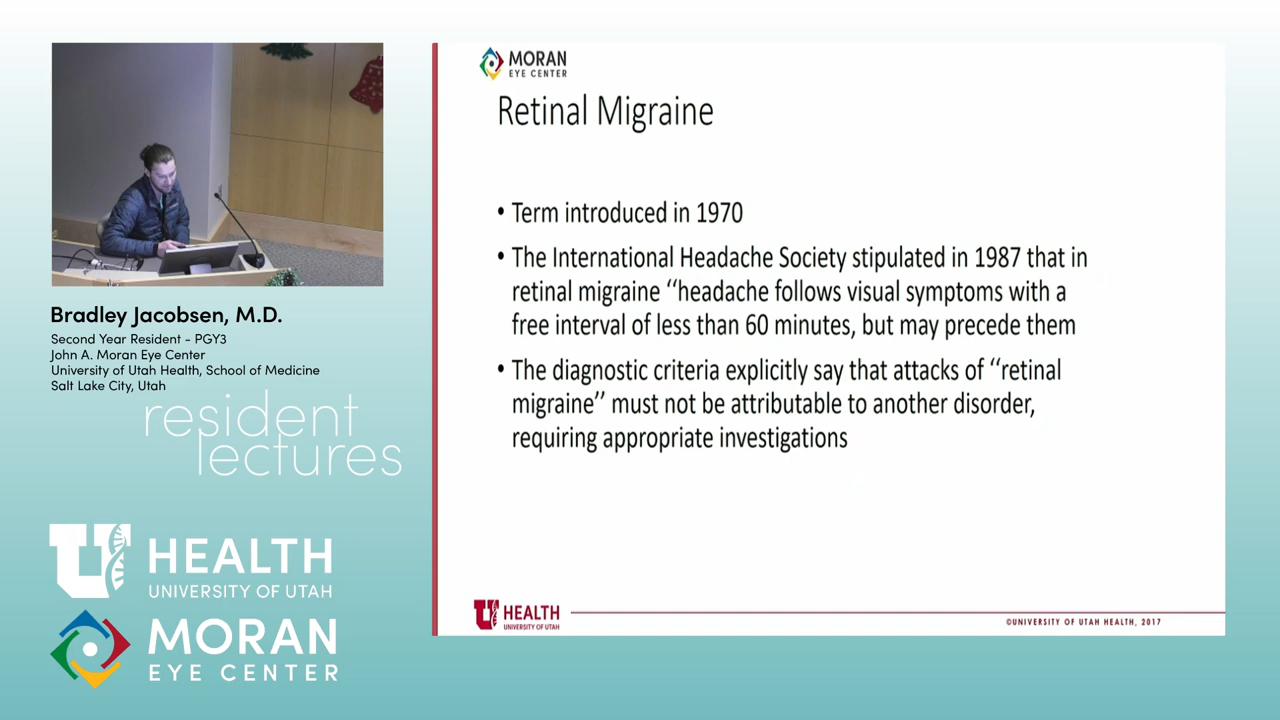 Bradley Jacobsen, M.D.
Second Year Resident - PGY3
John A. Moran Eye Center
University of Utah Health, School of Medicine
Salt Lake City, Utah
resident
lectures
U HEALTH
UNIVERSITY OF UTAH
MORAN
EYE CENTER
MORAN
EYE CENTER
Retinal Migraine
• Term introduced in 1970
• The International Headache Society stipulated in 1987 that in
retinal migraine ‘‘headache follows visual symptoms with a
free interval of less than 60 minutes, but may precede them
• The diagnostic criteria explicitly say that attacks of ‘‘retinal
migraine’’ must not be attributable to another disorder,
requiring appropriate investigations
U HEALTH
UNIVERSITY OF UTAH
©UNIVERSITY OF UTAH HEALTH, 2017